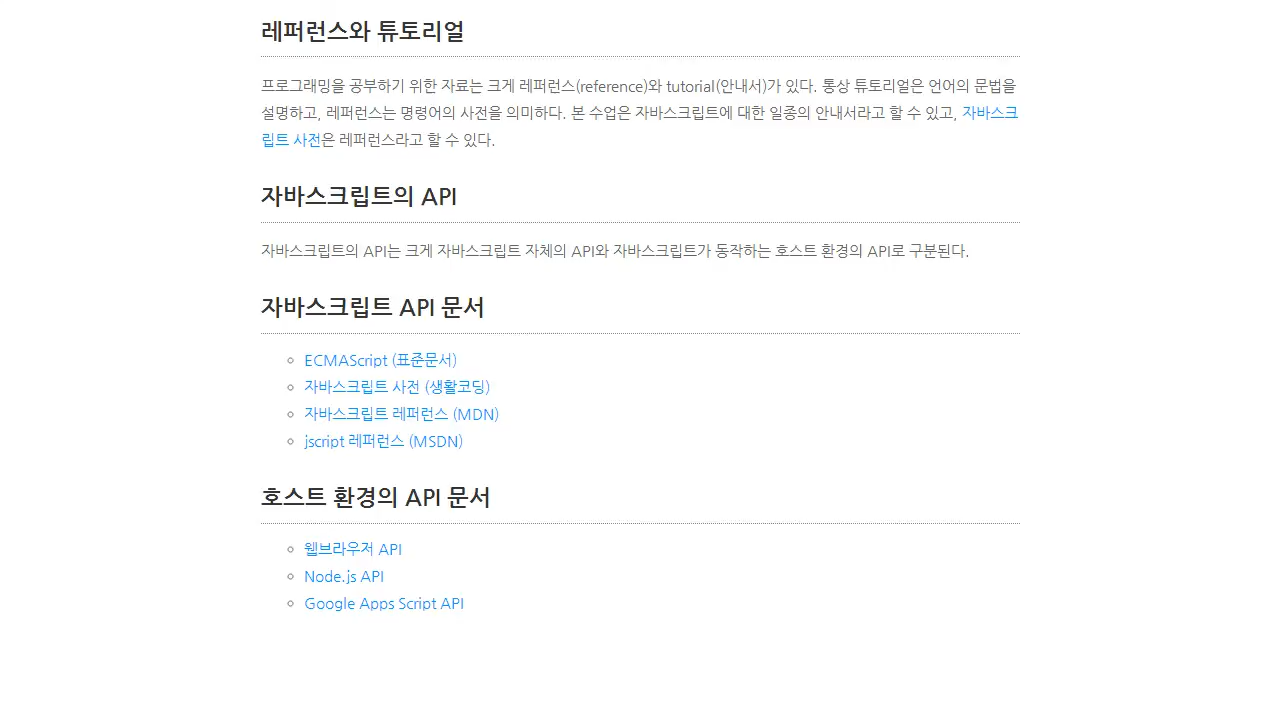 레퍼런스와 튜토리얼
프로그래밍을 공부하기 위한 자료는 크게 레퍼런스(reference)와 tutorial(안내서)가 있다. 통상 튜토리얼은 언어의 문법을
설명하고, 레퍼런스는 명령어의 사전을 의미하다. 본 수업은 자바스크립트에 대한 일종의 안내서라고 할 수 있고, 자바스크
립트 사전은 레퍼런스라고 할 수 있다.
자바스크립트의 API
자바스크립트의 API는 크게 자바스크립트 자체의 API와 자바스크립트가 동작하는 호스트 환경의 API로 구분된다.
자바스크립트 API 문서
ECMAScript (표준문서)
자바스크립트 사전 (생활코딩)
자바스크립트 레퍼런스 (MDN)
jscript 레퍼런스 (MSDN)
호스트 환경의 API 문서
웹브라우저 API
Node.js API
Google Apps Script API